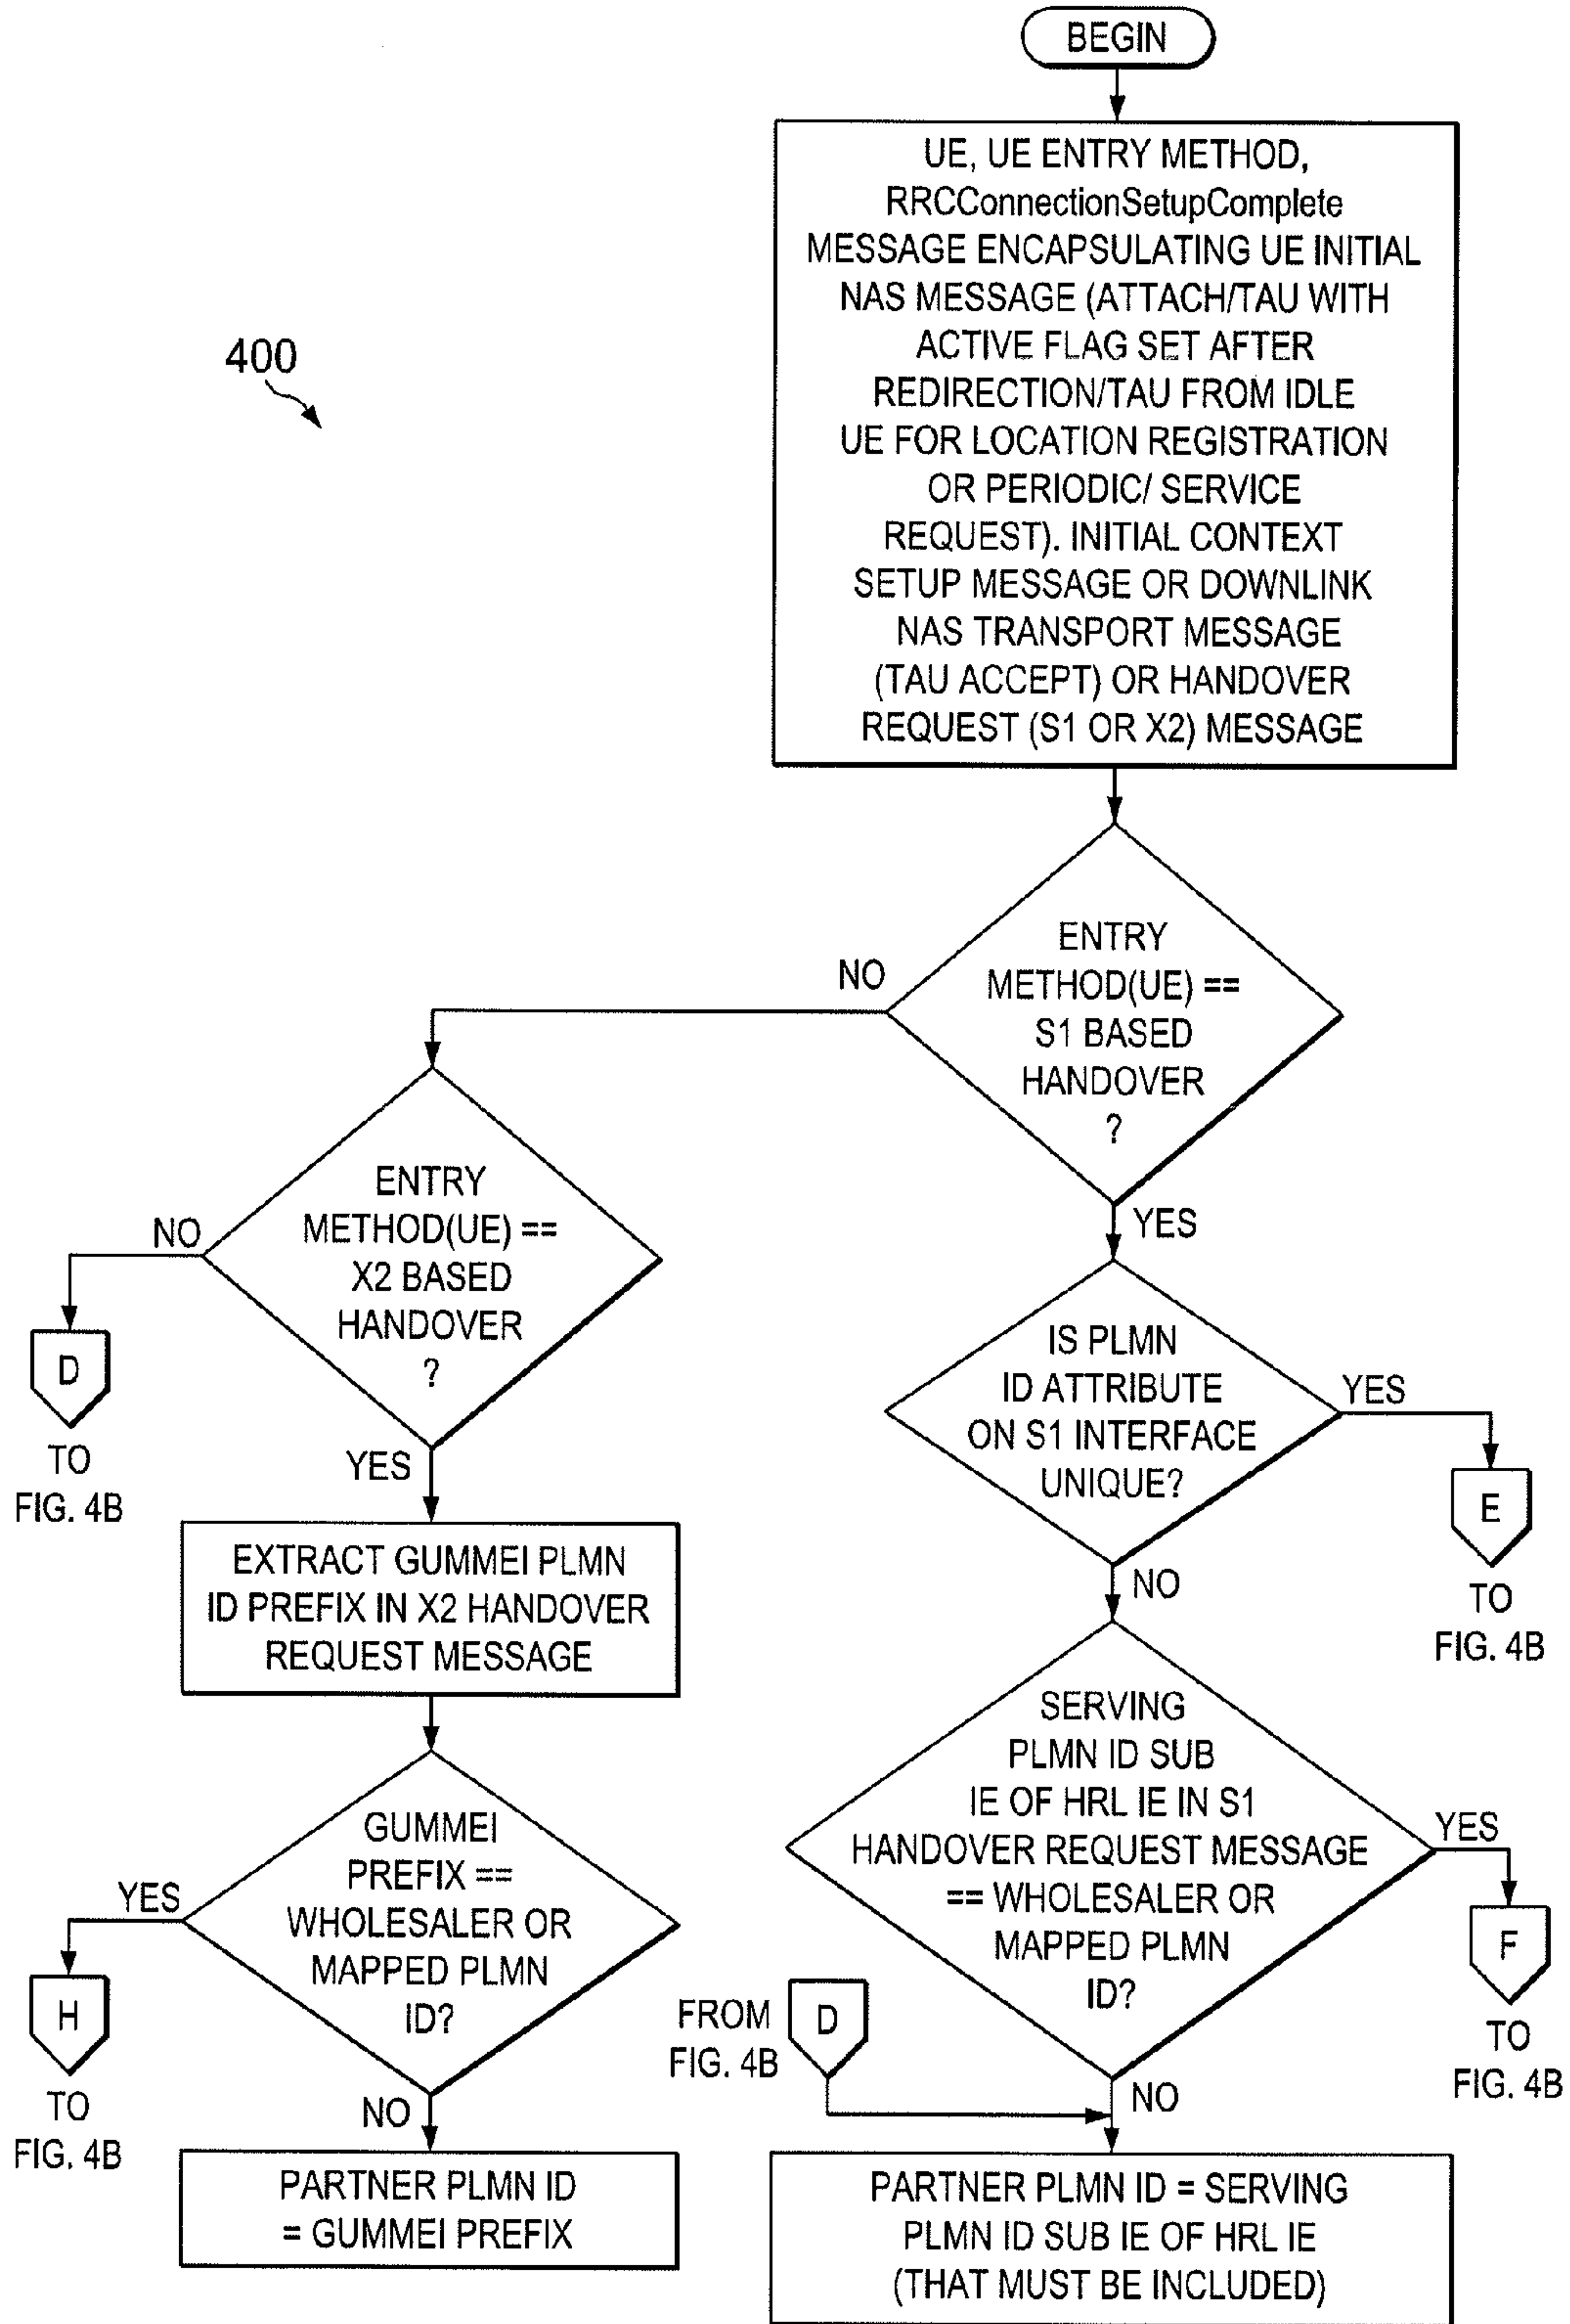 BEGIN
UE, UE ENTRY METHOD,
RRCConnectionSetupComplete
MESSAGE ENCAPSULATING UE INITIAL
NAS MESSAGE (ATTACH/TAU WITH
ACTIVE FLAG SET AFTER
REDIRECTION/TAU FROM IDLE
UE FOR LOCATION REGISTRATION
OR PERIODIC/ SERVICE
REQUEST). INITIAL CONTEXT
SETUP MESSAGE OR DOWNLINK
NAS TRANSPORT MESSAGE
(TAU ACCEPT) OR HANDOVER
REQUEST (S1 OR X2) MESSAGE
400
ENTRY
METHOD(UE) ==
S1 BASED
HANDOVER
?
NO
YES
ENTRY
METHOD(UE) ==
X2 BASED
HANDOVER
?
NO
D
TO
FIG. 4B
YES
IS PLMN
ID ATTRIBUTE
ON S1 INTERFACE
UNIQUE?
YES
E
TO
FIG. 4B
NO
EXTRACT GUMMEI PLMN
ID PREFIX IN X2 HANDOVER
REQUEST MESSAGE
SERVING
PLMN ID SUB
IE OF HRL IE IN S1
HANDOVER REQUEST MESSAGE
== WHOLESALER OR
MAPPED PLMN
ID?
YES
F
TO
FIG. 4B
NO
GUMMEI
PREFIX ==
WHOLESALER OR
MAPPED PLMN
ID?
YES
H
TO
FIG. 4B
NO
FROM
FIG. 4B
D
PARTNER PLMN ID
= GUMMEI PREFIX
PARTNER PLMN ID = SERVING
PLMN ID SUB IE OF HRL IE
(THAT MUST BE INCLUDED)